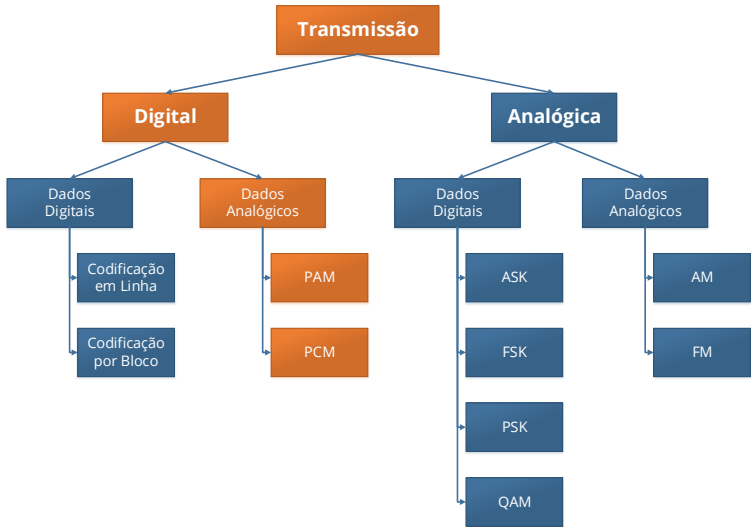 Transmissão
Digital
Analógica
Dados
Digitais
Dados
Analógicos
Dados
Digitais
Dados
Analógicos
Codificação
em Linha
PAM
ASK
AM
Codificação
por Bloco
PCM
FSK
FM
PSK
QAM